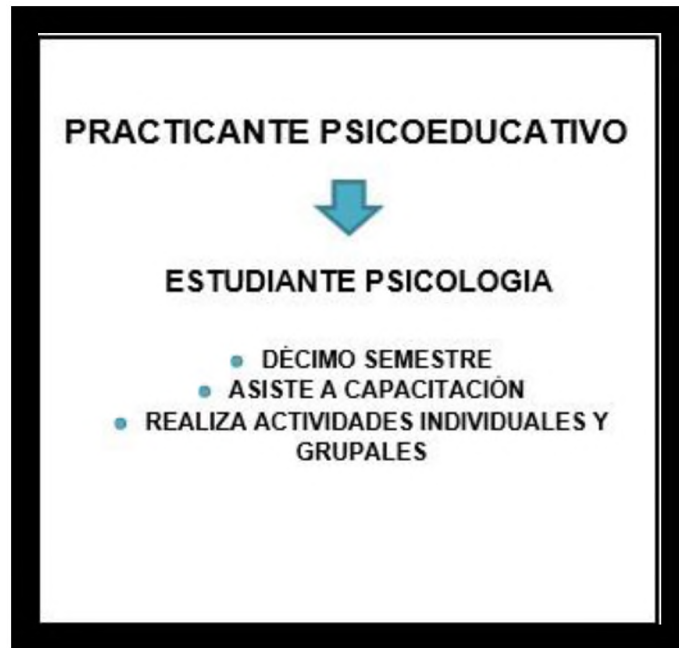 PRACTICANTE PSICOEDUCATIVO
ESTUDIANTE PSICOLOGIA
• DÉCIMO SEMESTRE
• ASISTE A CAPACITACIÓN
• REALIZA ACTIVIDADES INDIVIDUALES Y
GRUPALES